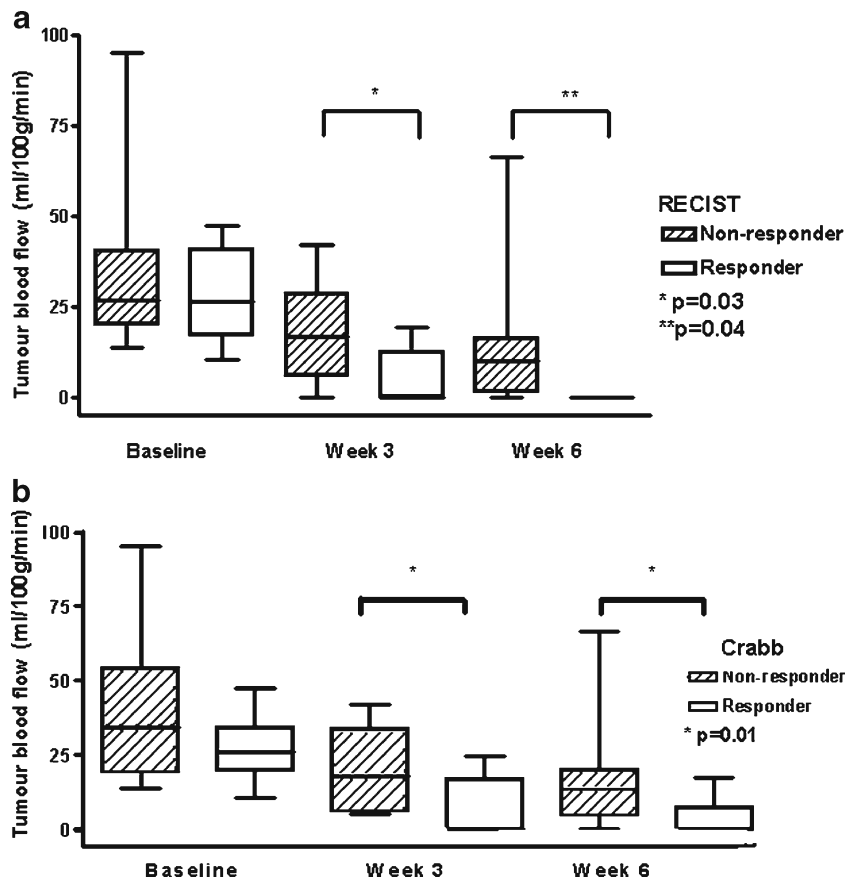 a
Tumour blood flow (ml/100g/min)
100
75
50
25
0
*
**
Baseline
Week 3
Week 6
RECIST
Non-responder
Responder
* p=0.03
**p=0.04
b
Tumour blood flow (ml/100g/min)
100
75
50
25
0
*
*
Baseline
Week 3
Week 6
Crabb
Non-responder
Responder
* p=0.01